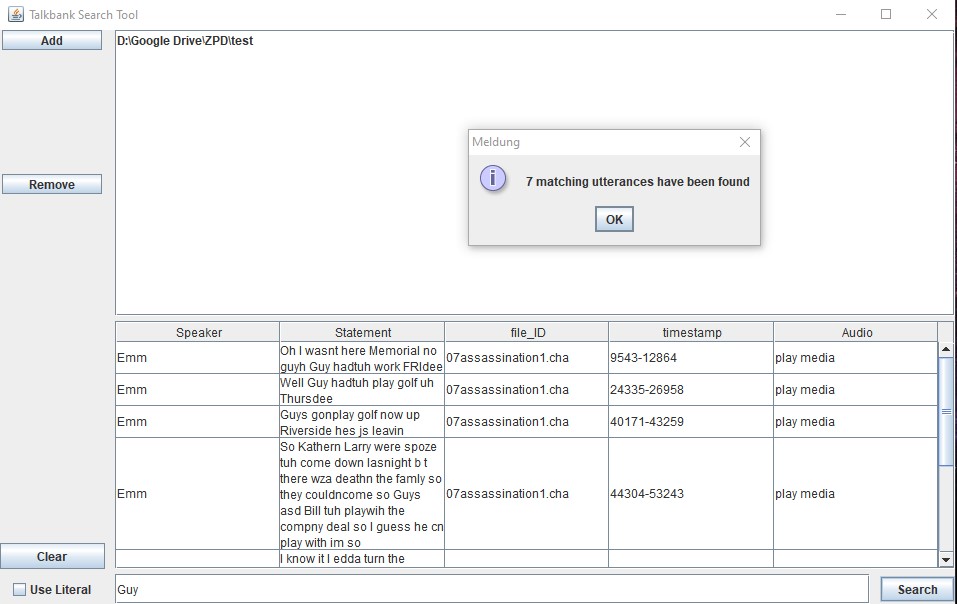 Talkbank Search Tool
Add
D:\Google Drive\ZPD\test
Meldung
7 matching utterances have been found
OK
Remove
Speaker Statement file_ID timestamp Audio
Emm
Oh I wasnt here Memorial no
guyh Guy hadtuh work FRIdee
07assassination1.cha
9543-12864
play media
Emm
Well Guy hadtuh play golf uh
Thursdee
07assassination1.cha
24335-26958
play media
Emm
Guys gonplay golf now up
Riverside hes js leavin
07assassination1.cha
40171-43259
play media
Emm
So Kathern Larry were spoze
tuh come down lasnight b t
there wza deathn the famly so
they couldncome so Guys
asd Bill tuh playwih the
compny deal so I guess he cn
play with im so
07assassination1.cha
44304-53243
play media
I know it I edda turn the
Clear
Use Literal
Guy
Search